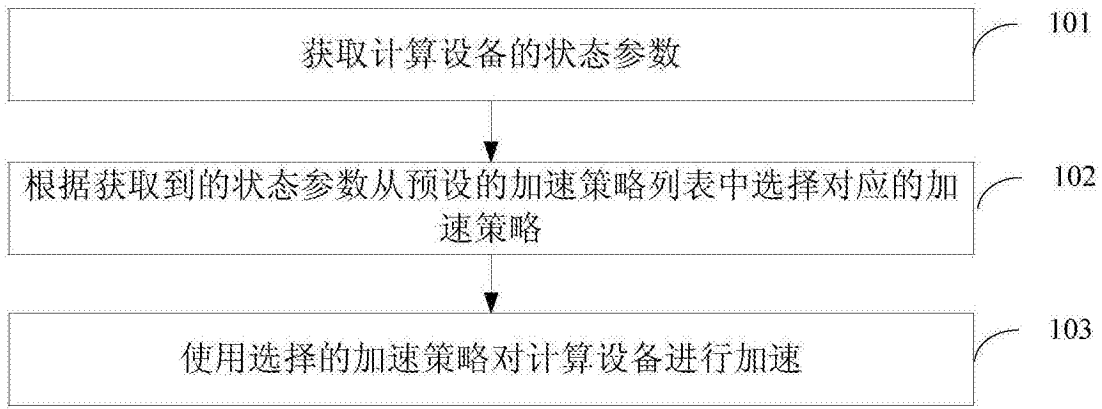 获取计算设备的状态参数
101
根据获取到的状态参数从预设的加速策略列表中选择对应的加
速策略
102
使用选择的加速策略对计算设备进行加速
103